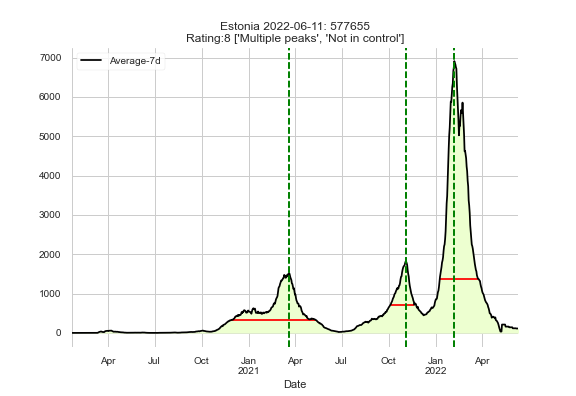 Estonia 2022-06-11: 577655
Rating:8 ['Multiple peaks', 'Not in control']
Average-7d
7000
6000
5000
4000
3000
2000
1000
0
Apr Jul Oct Jan Apr Jul Oct Jan Apr
2021 2022
Date